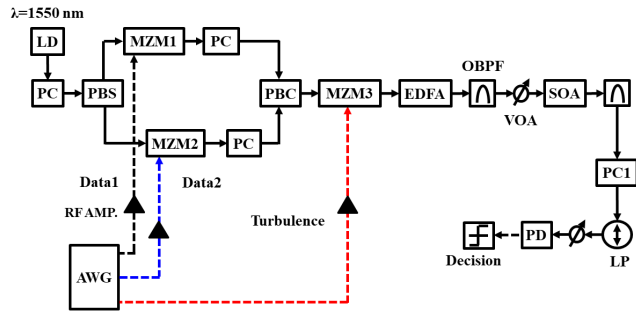 λ=1550 nm
LD
MZM1
PC
OBPF
PC
PBS
PBC
MZM3
EDFA
SOA
VOA
MZM2
PC
PC1
Data1
Data2
RF AMP.
Turbulence
PD
Decision
LP
AWG